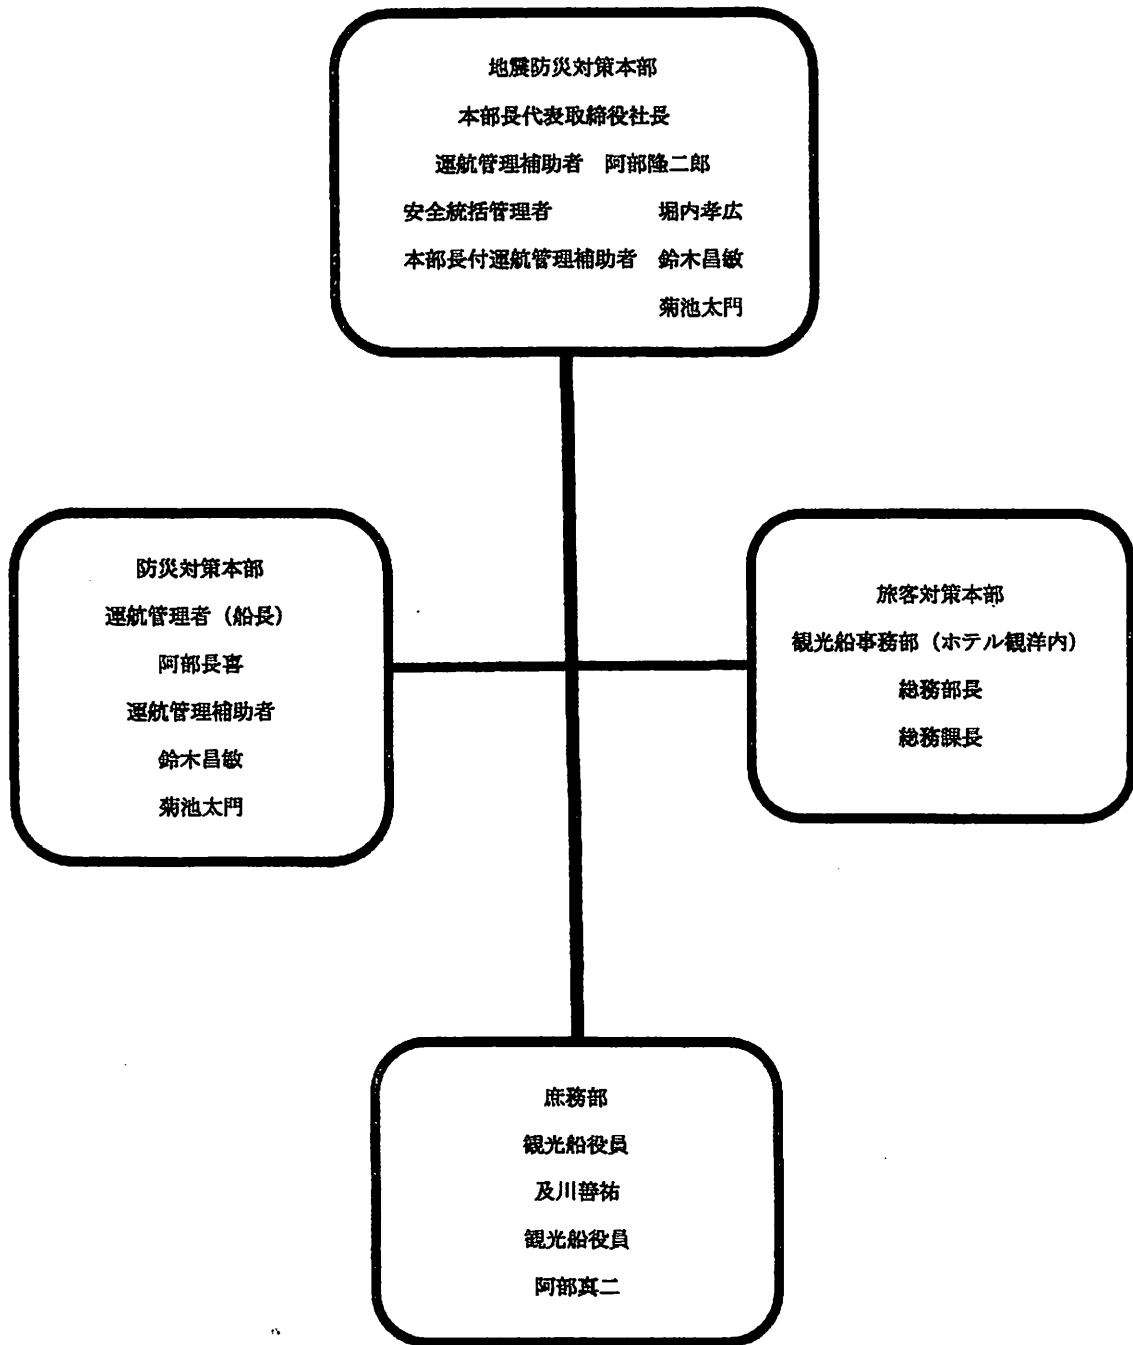 地震防災対策本部
本部長代表取締役社長
運航管理補助者　阿部隆二郎
安全統括管理者　堀内孝広
本部長付運航管理補助者　鈴木昌敏
菊池太門
防災対策本部
運航管理者（船長）
阿部長喜
運航管理補助者
鈴木昌敏
菊池太門
旅客対策本部
観光船事務部（ホテル観洋内）
総務部長
総務課長
庶務部
観光船役員
及川善祐
観光船役員
阿部真二